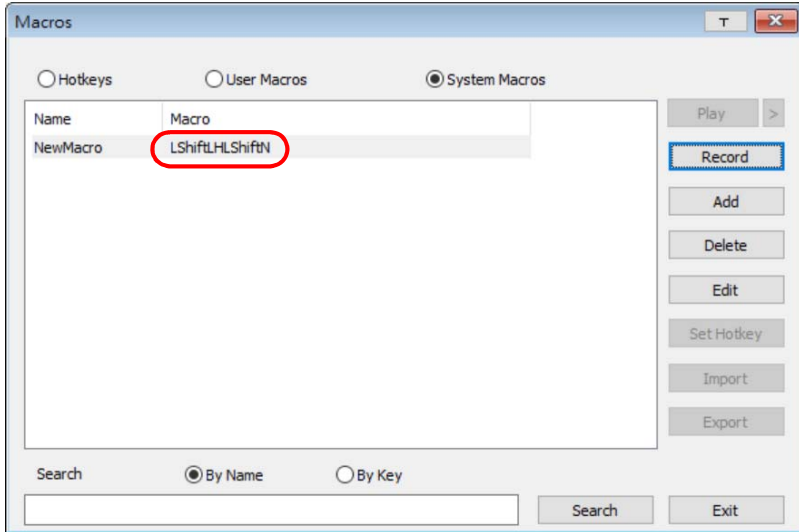 Macros
T
Hotkeys User Macros System Macros
Name Macro
NewMacro LShiftLHLShiftN
Play >
Record
Add
Delete
Edit
Set Hotkey
Import
Export
Search By Name By Key
Search Exit